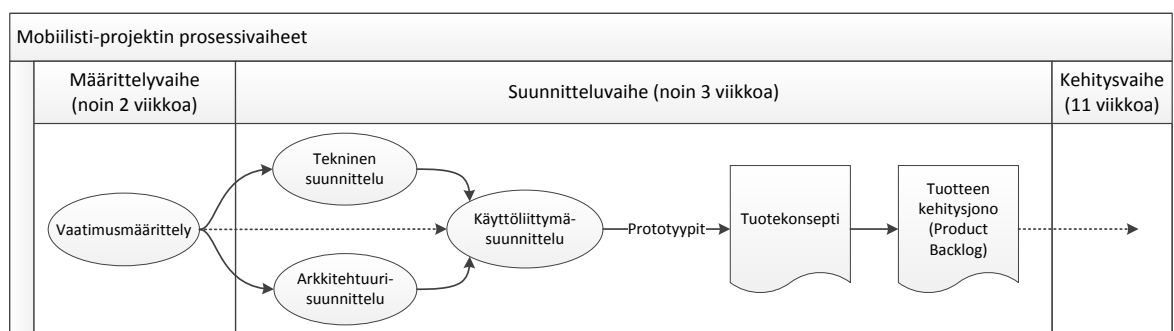 Mobiilisti-projektin prosessivaiheet
Määrittelyvaihe
(noin 2 viikkoa)
Suunnitteluvaihe (noin 3 viikkoa)
Kehitysvaihe
(11 viikkoa)
Vaatimusmäärittely
Tekninen
suunnittelu
Arkkitehtuuri-
suunnittelu
Käyttöliittymä-
suunnittelu
Prototyypit
Tuotekonsepti
Tuotteen
kehitysjono
(Product
Backlog)